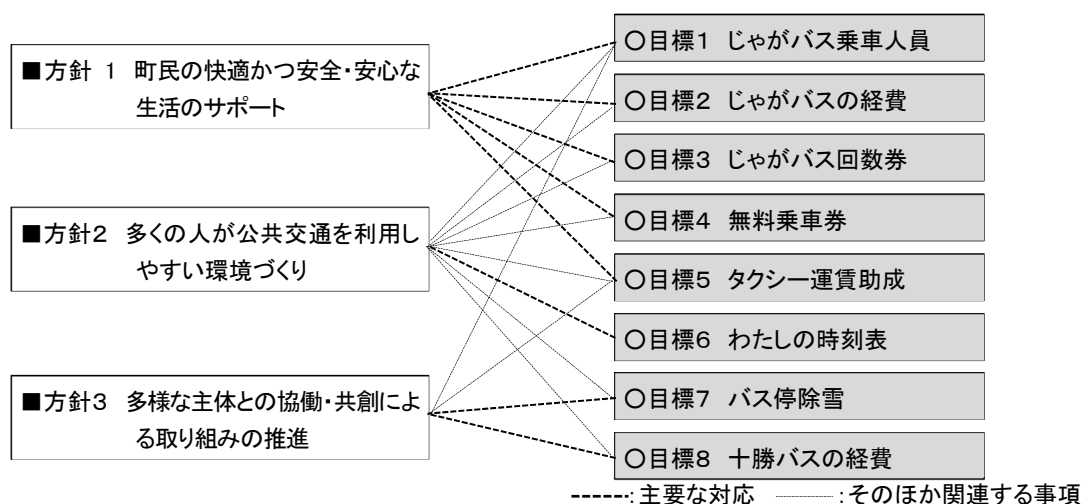 ■方針 1 町民の快適かつ安全・安心な
生活のサポート
■方針2 多くの人が公共交通を利用し
やすい環境づくり
■方針3 多様な主体との協働・共創によ
る取り組みの推進
○目標1 じゃがバス乗車人員
○目標2 じゃがバスの経費
○目標3 じゃがバス回数券
○目標4 無料乗車券
○目標5 タクシー運賃助成
○目標6 わたしの時刻表
○目標7 バス停除雪
○目標8 十勝バスの経費
------:主要な対応 ............:そのほか関連する事項